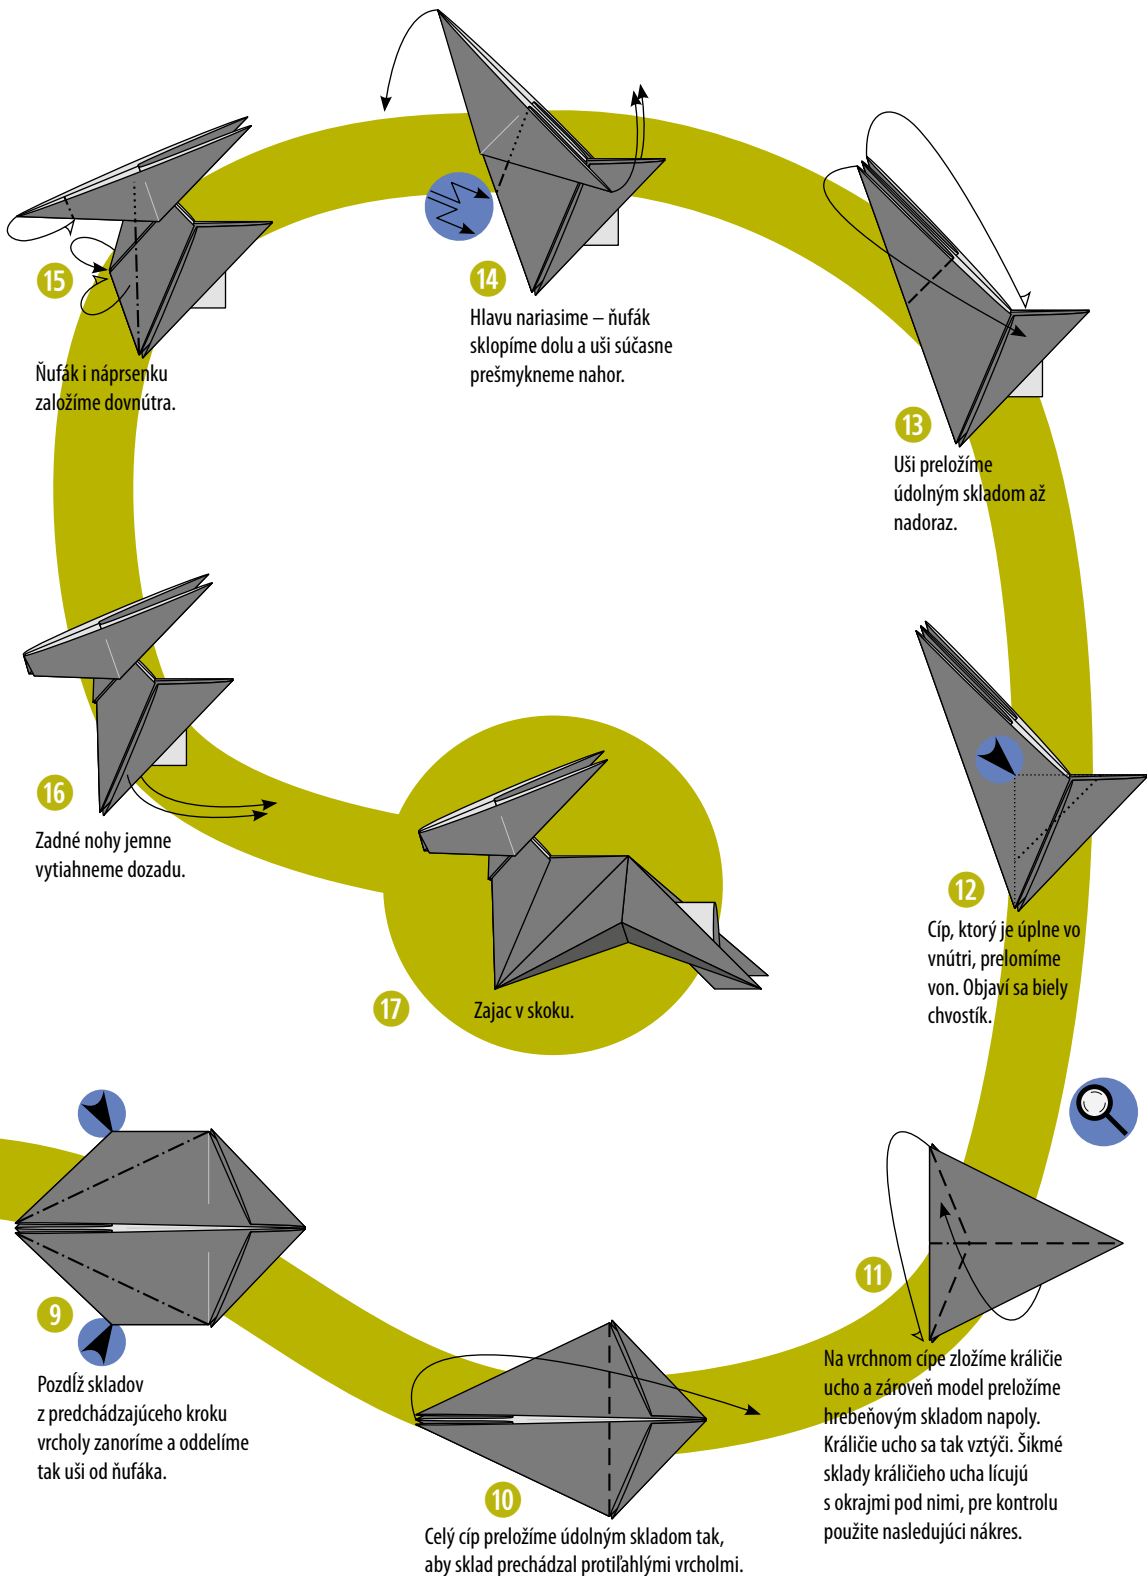 9
Pozdĺž skladov
z predchádzajúceho kroku
vrcholy zanoríme a oddelíme
tak uši od ňufáka.
10
Celý cíp preložíme údolným skladom tak,
aby sklad prechádzal protiľahlými vrcholmi.
11
Na vrchnom cípe zložíme králičie
ucho a zároveň model preložíme
hrebeňovým skladom napoly.
Králičie ucho sa tak vztýči. Šikmé
sklady králičieho ucha lícujú
s okrajmi pod nimi, pre kontrolu
použite nasledujúci nákres.
12
Cíp, ktorý je úplne vo
vnútri, prelomíme
von. Objaví sa biely
chvostík.
13
Uši preložíme
údolným skladom až
nadoraz.
14
Hlavu nariasime – ňufák
sklopíme dolu a uši súčasne
prešmykneme nahor.
15
Ňufák i náprsenku
založíme dovnútra.
16
Zadné nohy jemne
vytiahneme dozadu.
17
Zajac v skoku.